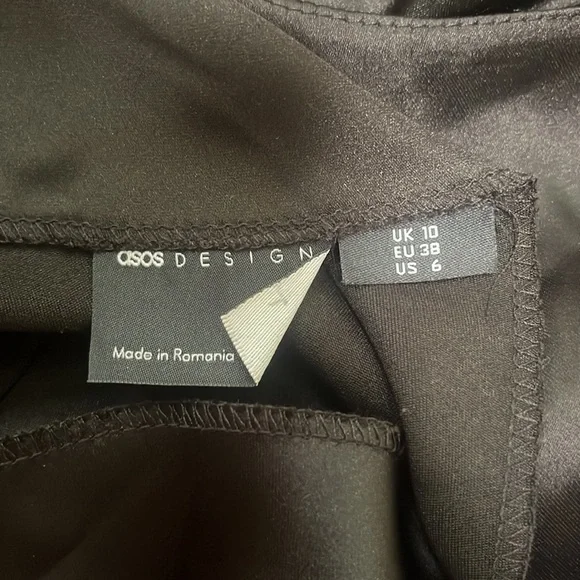 asos DESIGN
Made in Romania
UK 10
EU 38
US 6